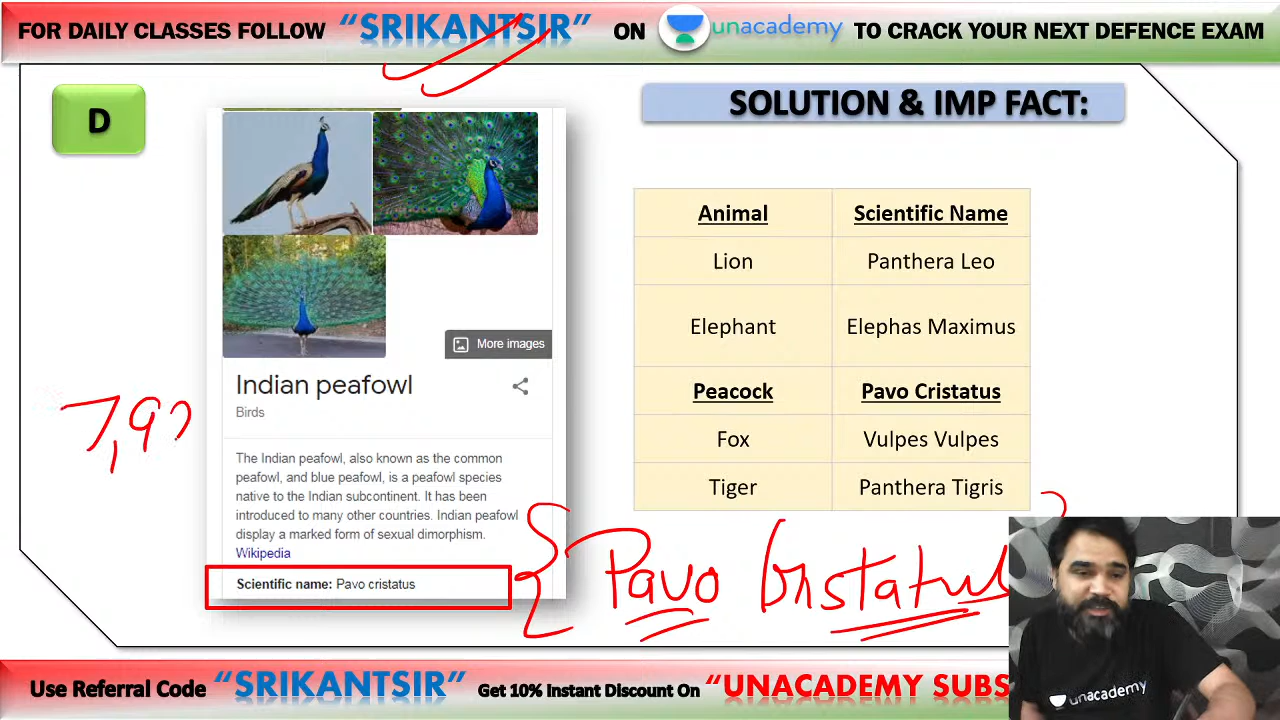 FOR DAILY CLASSES FOLLOW "SRIKANTSIR" ON unacademy TO CRACK YOUR NEXT DEFENCE EXAM
D
SOLUTION & IMP FACT:
More images
Indian peafowl
Birds
The Indian peafowl, also known as the common
peafowl, and blue peafowl, is a peafowl species
native to the Indian subcontinent. It has been
introduced to many other countries. Indian peafowl
display a marked form of sexual dimorphism.
Wikipedia
Scientific name: Pavo cristatus
Animal Scientific Name
Lion Panthera Leo
Elephant Elephas Maximus
Peacock Pavo Cristatus
Fox Vulpes Vulpes
Tiger Panthera Tigris
Pavo Cristatus
unacademy
Use Referral Code "SRIKANTSIR" Get 10% Instant Discount On "UNACADEMY SUBS